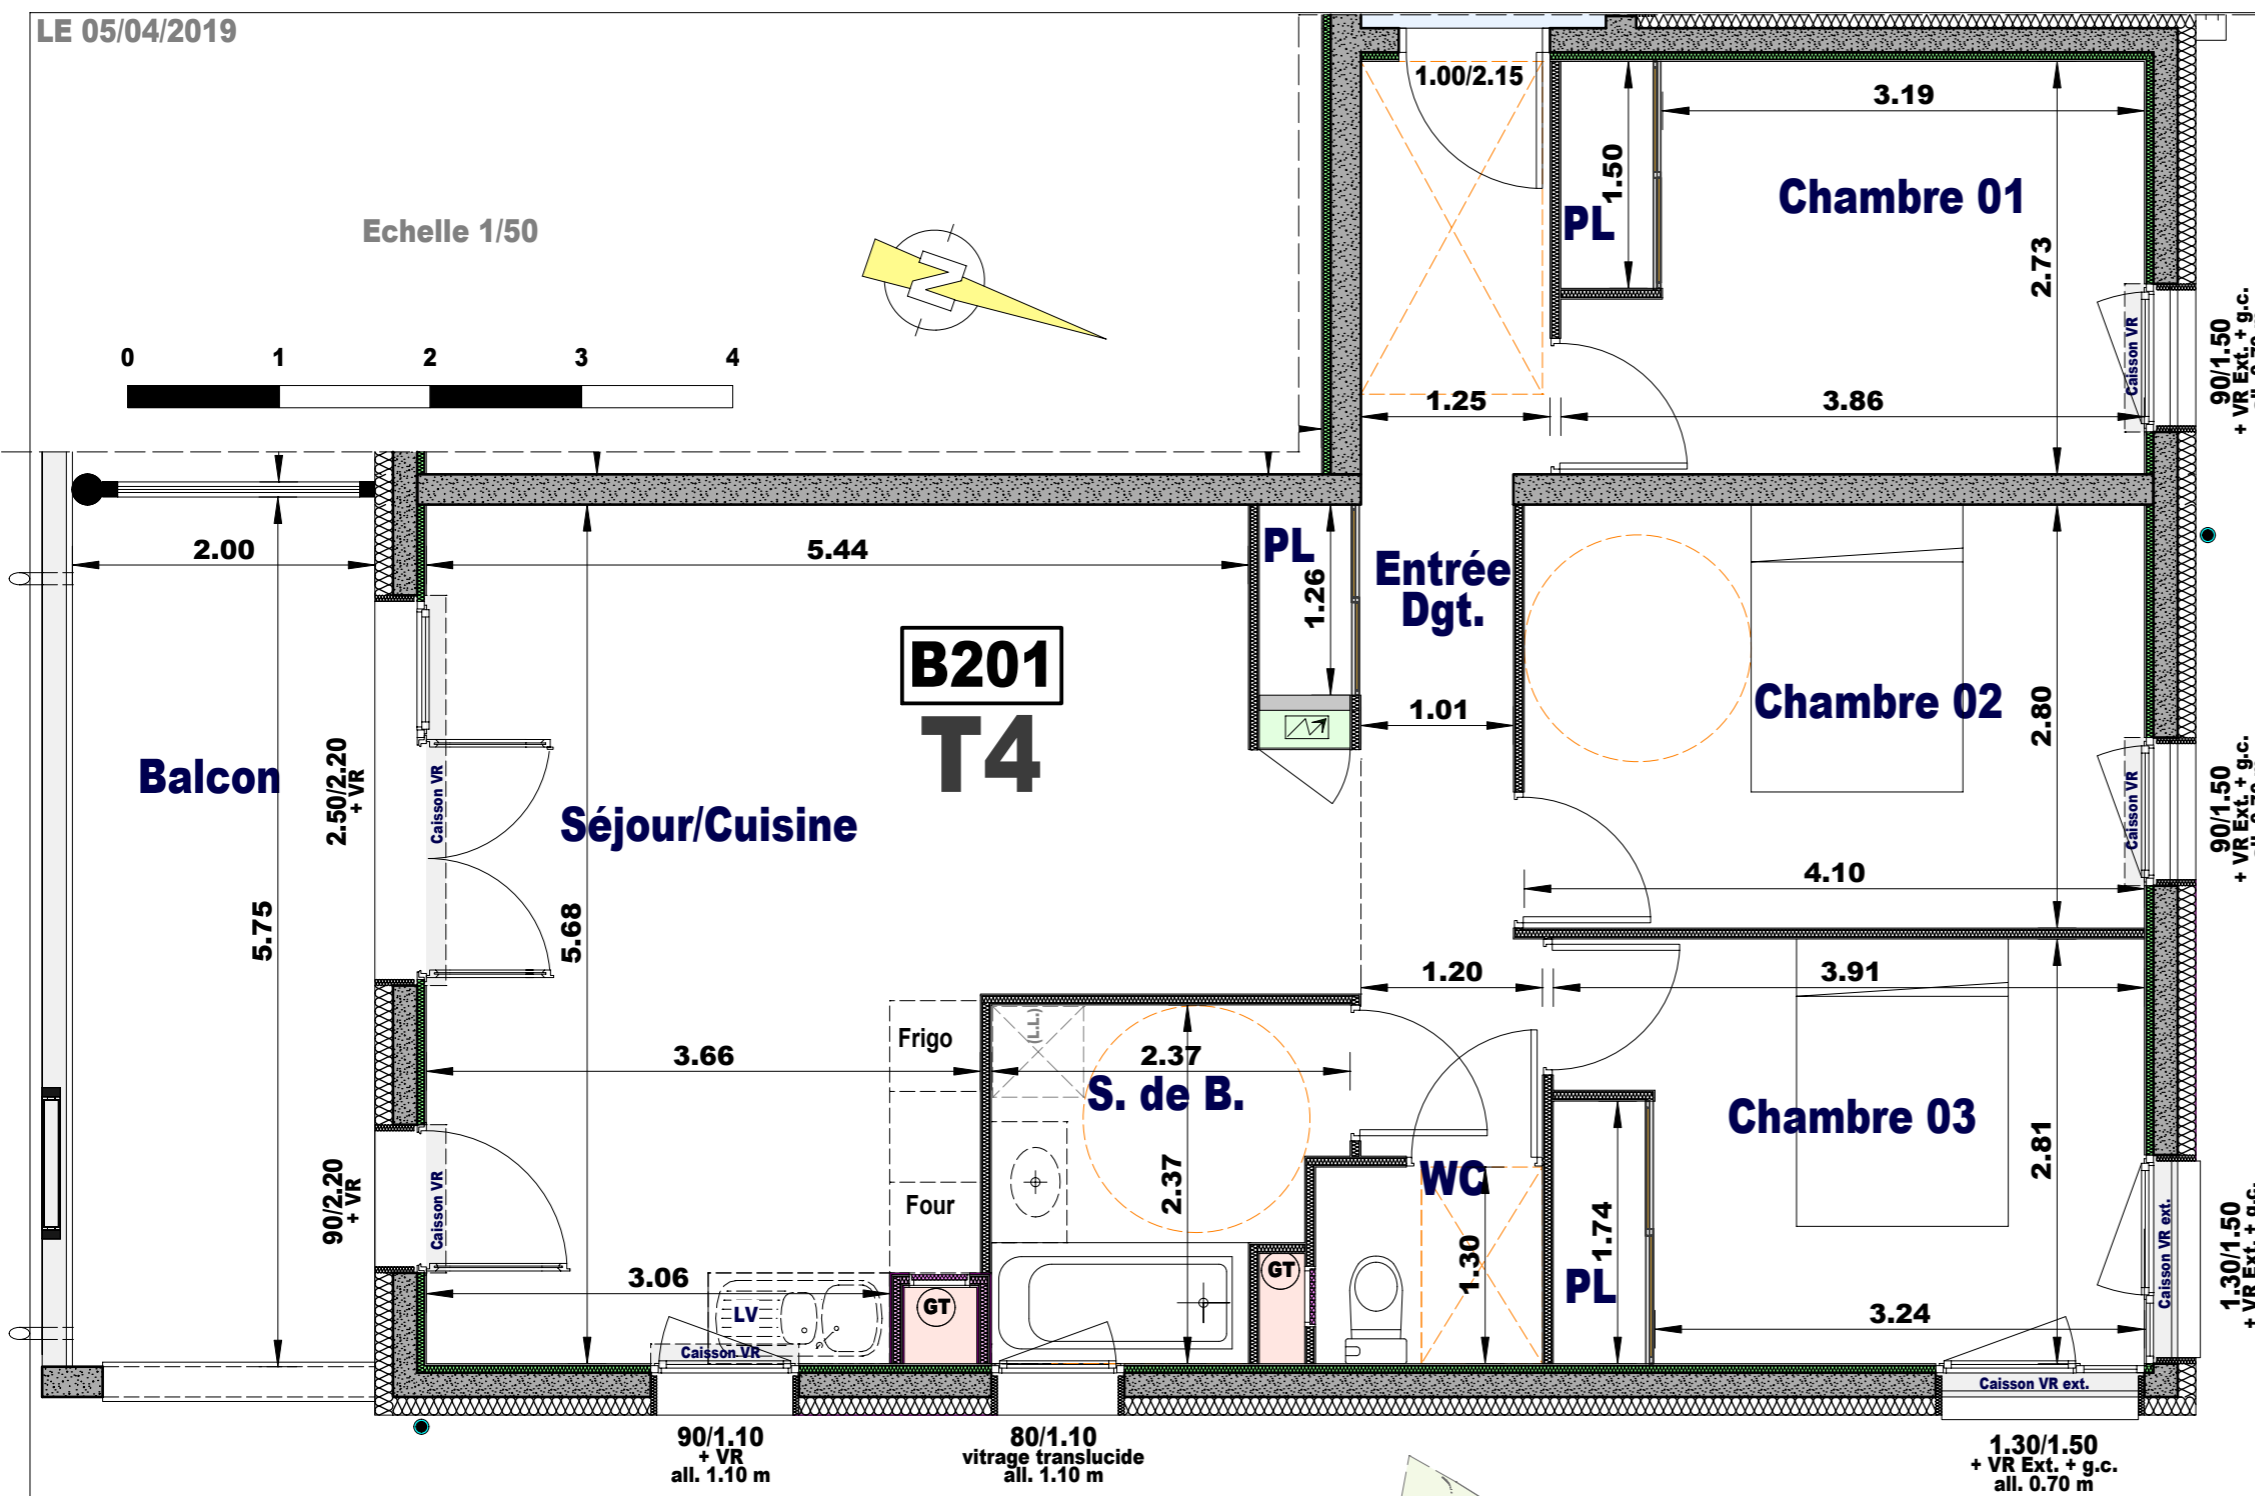 LE 05/04/2019
Echelle 1/50
0 1 2 3 4
1.00/2.15
3.19
1.50
Chambre 01
PL
2.73
Caisson VR
90/1.50
+ VR Ext. + g.c.
1.25
3.86
2.00
5.44
PL
1.26
Entrée
Dgt.
B201
T4
1.01
Chambre 02
2.80
Caisson VR
90/1.50
+ VR Ext. + g.c.
4.10
Balcon
2.50/2.20
+ VR
Caisson VR
Séjour/Cuisine
5.75
5.68
1.20
3.91
Frigo
(L.L.)
3.66
2.37
S. de B.
Chambre 03
2.81
WC
2.37
90/2.20
+ VR
Caisson VR
Four
1.30
1.74
PL
Caisson VR ext.
1.30/1.50
+ VR Ext. + g.c.
3.06
LV
GT
GT
3.24
Caisson VR
Caisson VR ext.
90/1.10
+ VR
all. 1.10 m
80/1.10
vitrage translucide
all. 1.10 m
1.30/1.50
+ VR Ext. + g.c.
all. 0.70 m